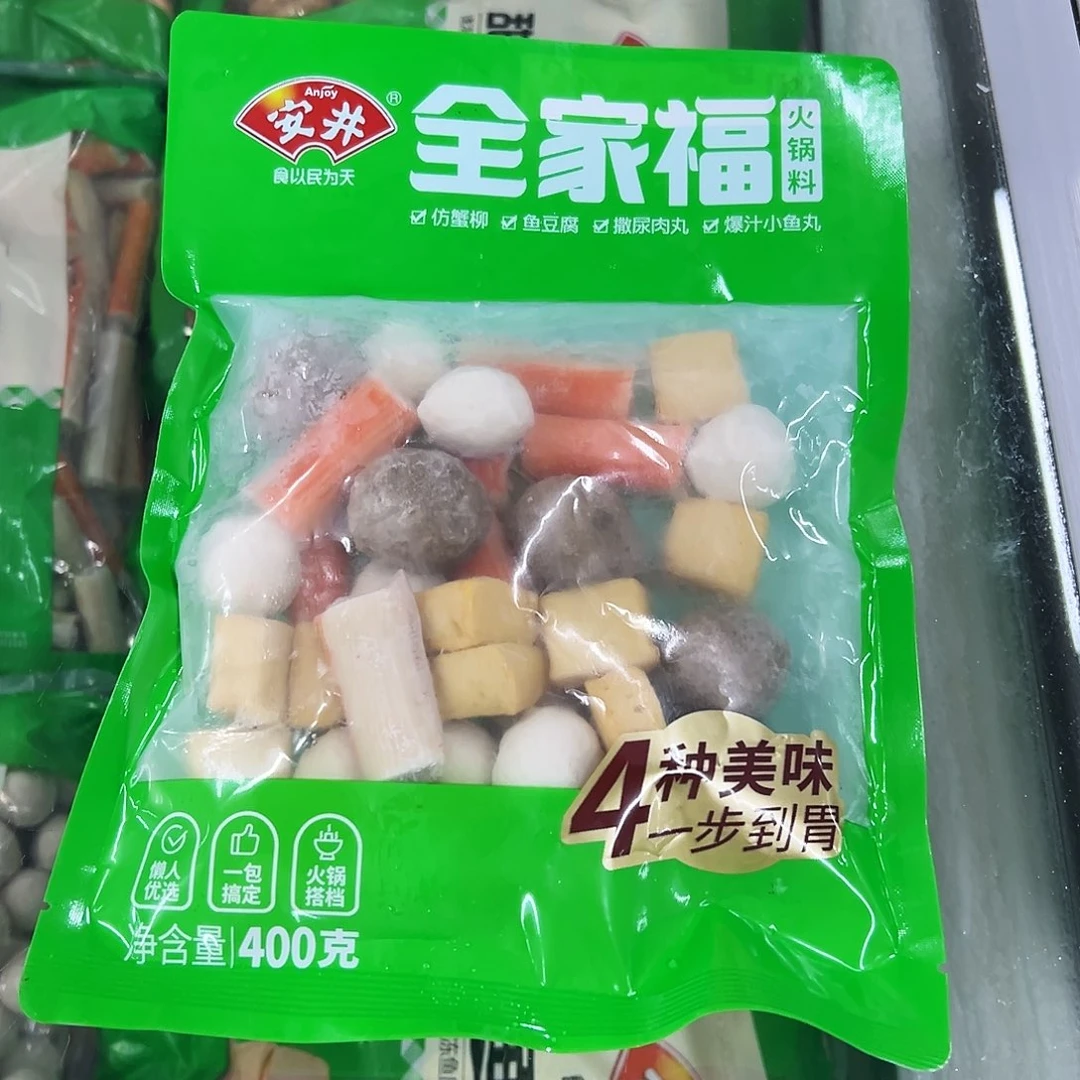 Anjoy
安井®
食以民为天
全家福
火锅料
☑仿蟹柳 ☑鱼豆腐 ☑撒尿肉丸 ☑爆汁小鱼丸
4种美味
一步到胃
懒人
优选
一包
搞定
火锅
搭档
净含量|400克